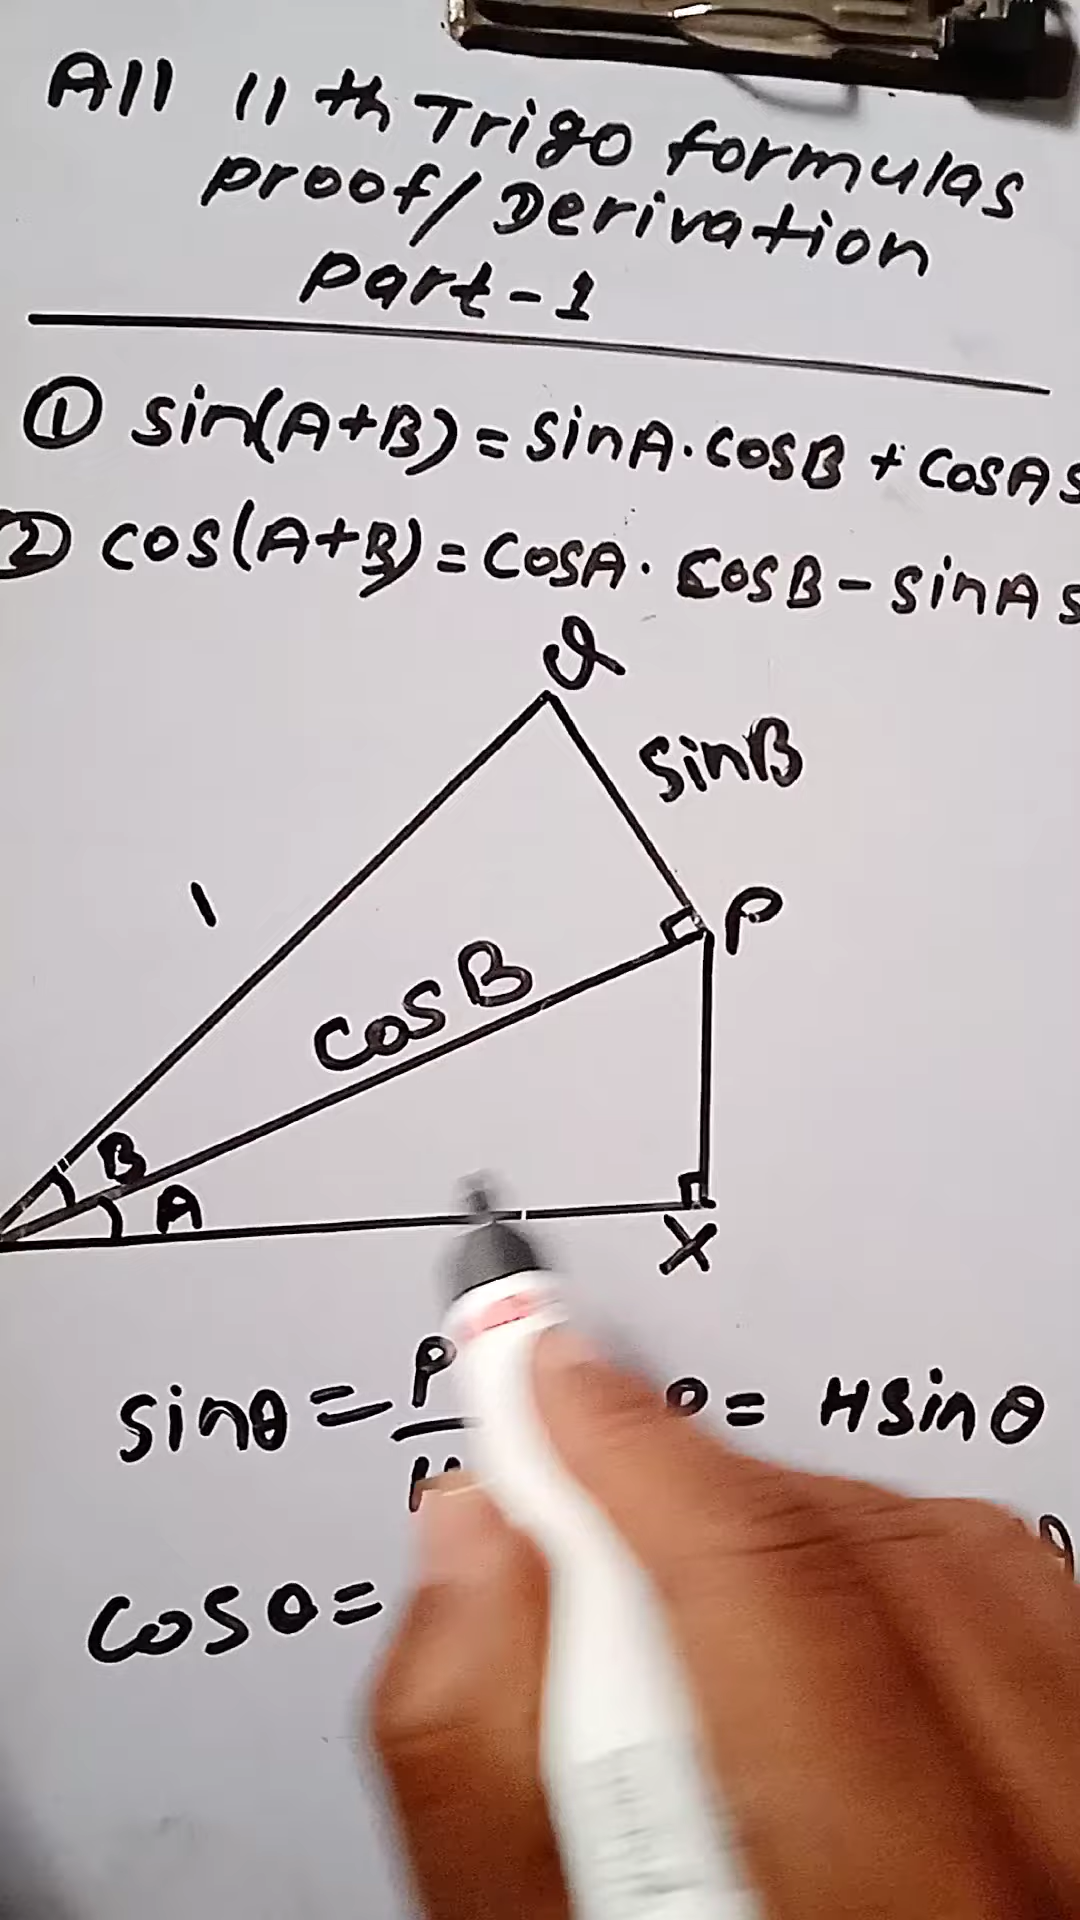 All 11th Trigo formulas
proof/Derivation
part-1
① sin(A+B)=sinA.cosB + cosA
② cos(A+B)=cosA. cosB-sinA
Q
sinB
1
P
cosB
B
A
X
sinθ = P = Hsinθ
cosθ=